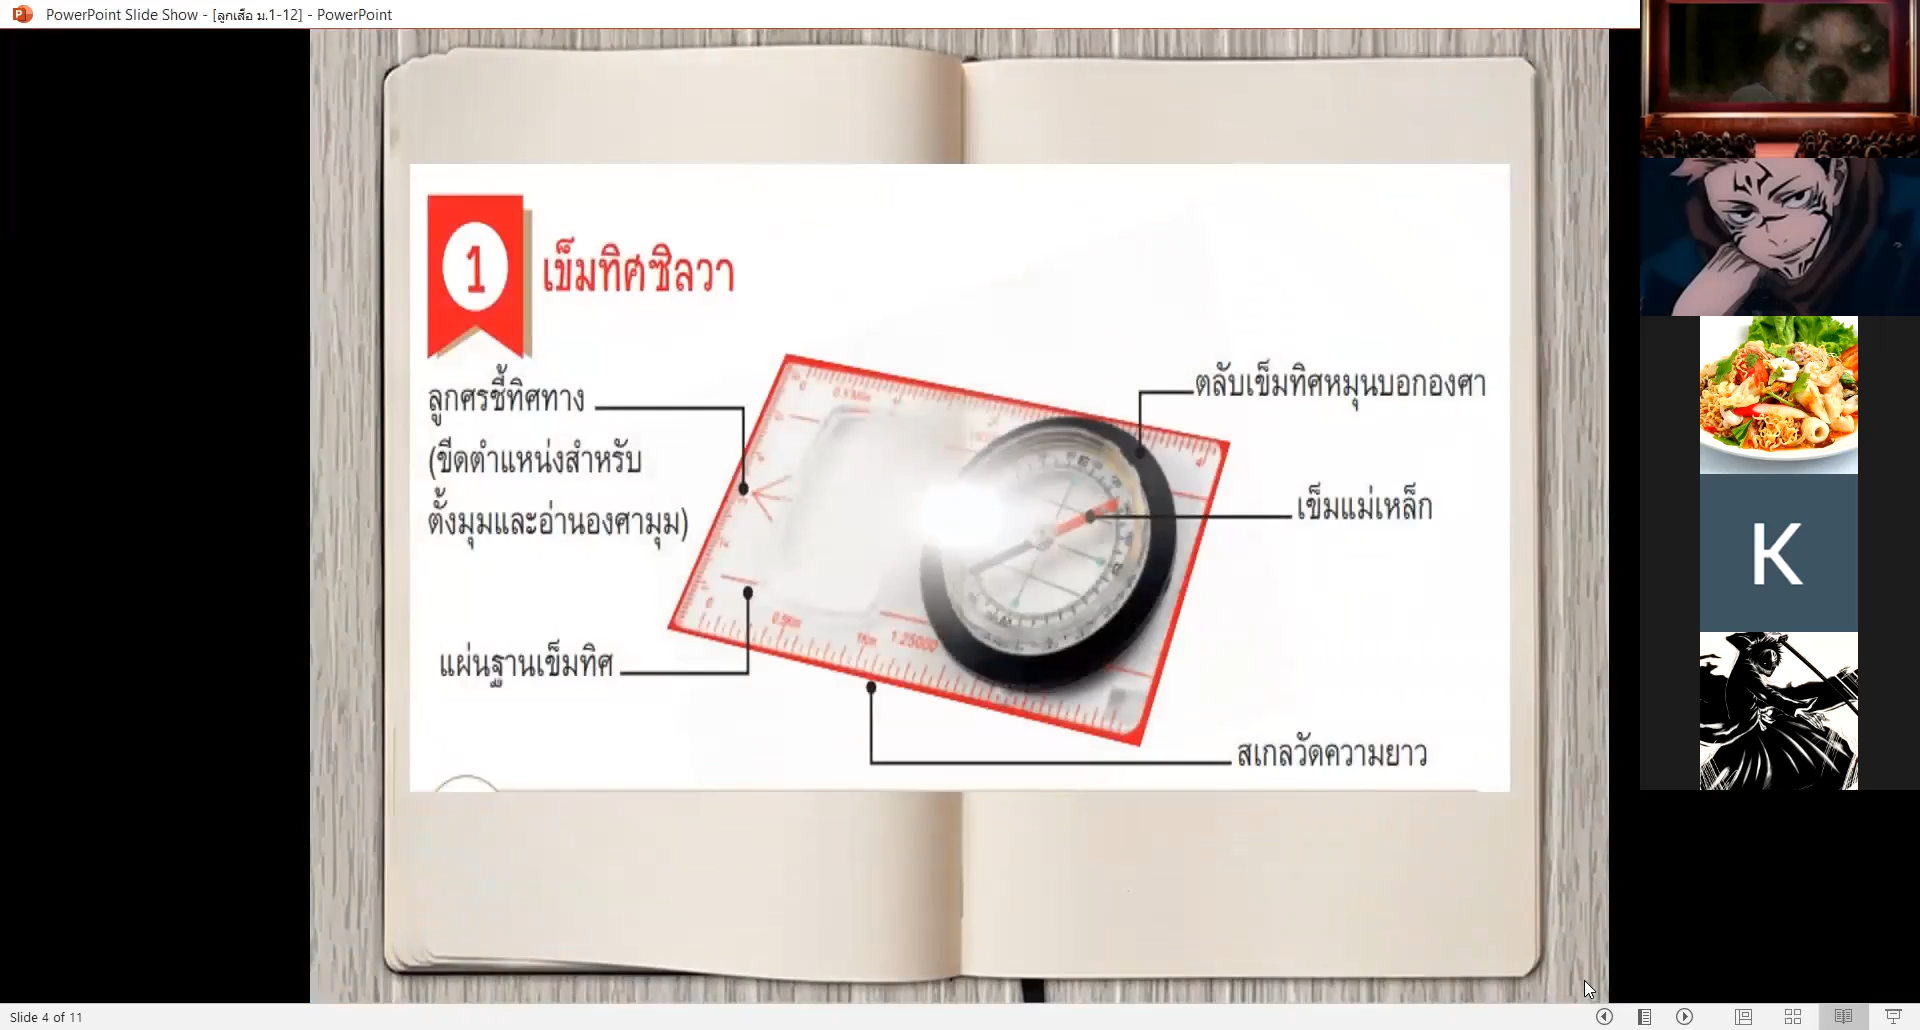 PowerPoint Slide Show - [ลูกเสือ ม.1-12] - PowerPoint
1
เข็มทิศซิลวา
ลูกศรชี้ทิศทาง
(ขีดตำแหน่งสำหรับ
ตั้งมุมและอ่านองศามุม)
ตลับเข็มทิศหมุนบอกองศา
เข็มแม่เหล็ก
0.5Km
1Km
1:25000
แผ่นฐานเข็มทิศ
สเกลวัดความยาว
K
Slide 4 of 11